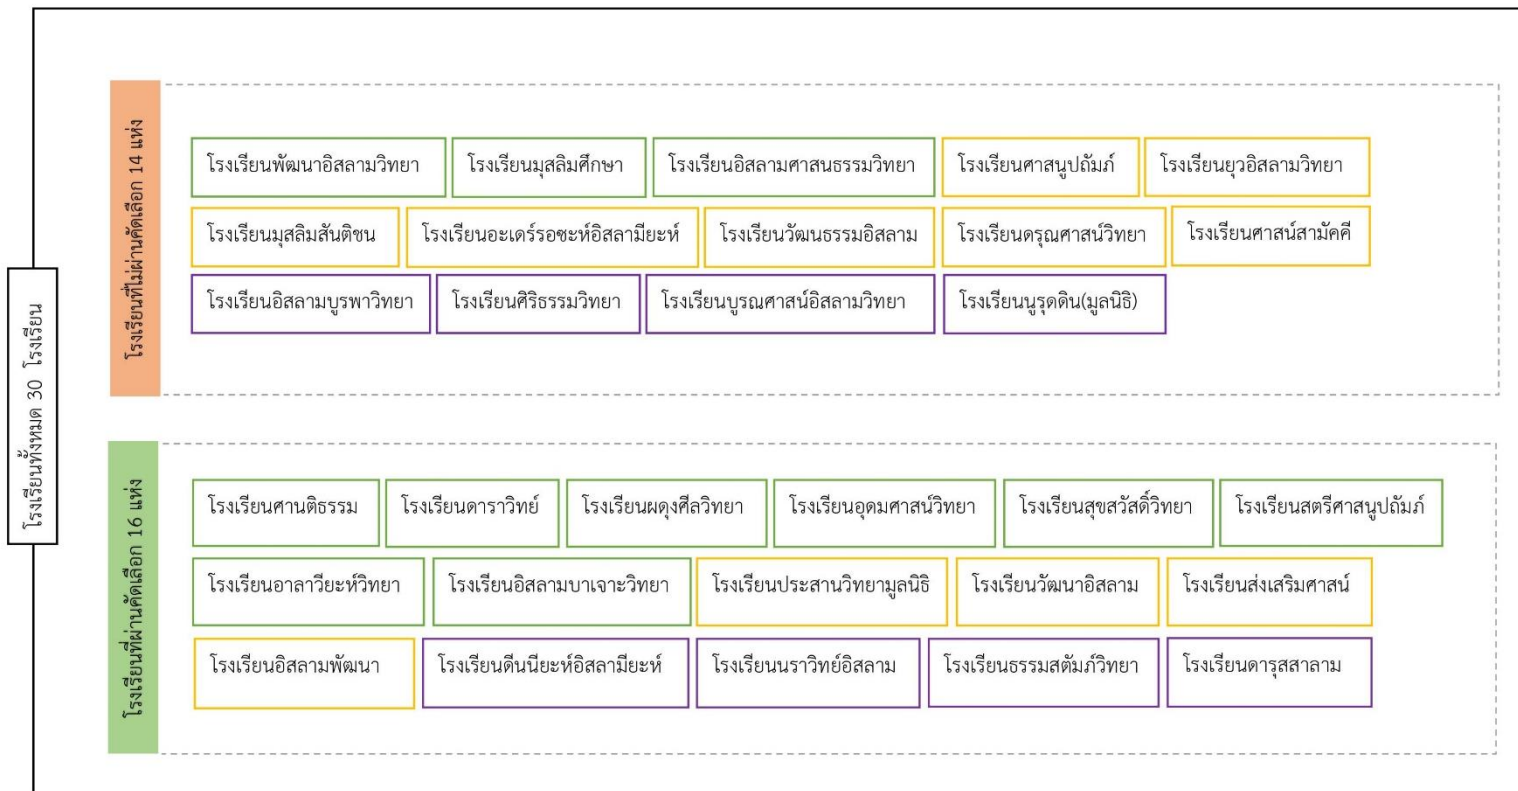 โรงเรียนทั้งหมด 30 โรงเรียน
โรงเรียนที่ไม่ผ่านคัดเลือก 14 แห่ง
โรงเรียนพัฒนาอิสลามวิทยา
โรงเรียนมุสลิมศึกษา
โรงเรียนอิสลามศาสนธรรมวิทยา
โรงเรียนศาสนูปถัมภ์
โรงเรียนยุวอิสลามวิทยา
โรงเรียนมุสลิมสันติชน
โรงเรียนอะเดร์รอซะห์อิสลามียะห์
โรงเรียนวัฒนธรรมอิสลาม
โรงเรียนดรุณศาสน์วิทยา
โรงเรียนศาสน์สามัคคี
โรงเรียนอิสลามบูรพาวิทยา
โรงเรียนศิริธรรมวิทยา
โรงเรียนบูรณศาสน์อิสลามวิทยา
โรงเรียนนูรุดดิน(มูลนิธิ)
โรงเรียนที่ผ่านคัดเลือก 16 แห่ง
โรงเรียนศานติธรรม
โรงเรียนดาราวิทย์
โรงเรียนผดุงศีลวิทยา
โรงเรียนอุดมศาสน์วิทยา
โรงเรียนสุขสวัสดิ์วิทยา
โรงเรียนสตรีศาสนูปถัมภ์
โรงเรียนอาลาวียะห์วิทยา
โรงเรียนอิสลามบาเจาะวิทยา
โรงเรียนประสานวิทยามูลนิธิ
โรงเรียนวัฒนาอิสลาม
โรงเรียนส่งเสริมศาสน์
โรงเรียนอิสลามพัฒนา
โรงเรียนดีนนียะห์อิสลามียะห์
โรงเรียนนราวิทย์อิสลาม
โรงเรียนธรรมสตัมภ์วิทยา
โรงเรียนดารุสสาลาม